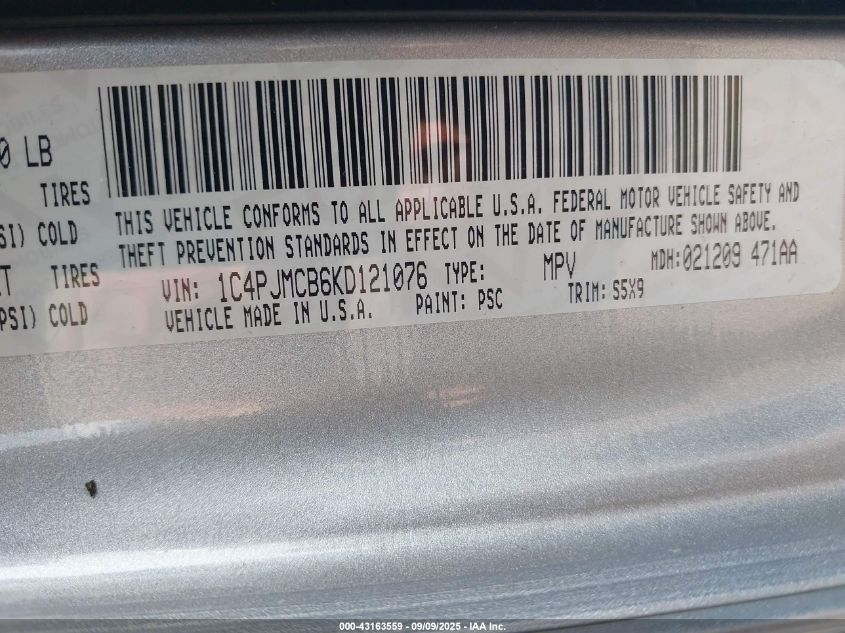 0 LB
TIRES
SI) COLD
THIS VEHICLE CONFORMS TO ALL APPLICABLE U.S.A. FEDERAL MOTOR VEHICLE SAFETY AND
THEFT PREVENTION STANDARDS IN EFFECT ON THE DATE OF MANUFACTURE SHOWN ABOVE.
T TIRES
VIN: 1C4PJMCB6KD121076 TYPE: MPV MDH:021209 471AA
PSI) COLD
VEHICLE MADE IN U.S.A. PAINT: PSC TRIM: S5X9
000-43163559 - 09/09/2025 - IAA Inc.